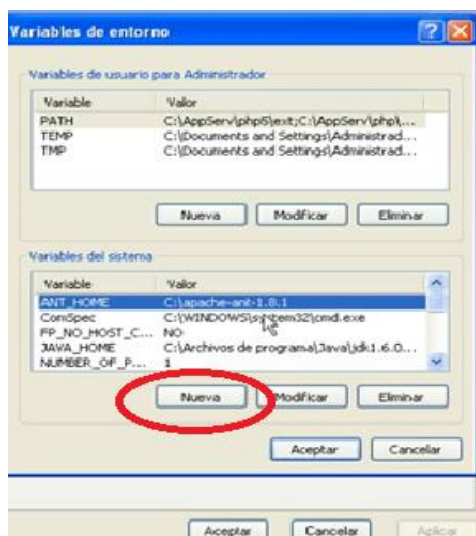 Variables de entorno
Variables de usuario para Administrador
Variable Valor
PATH C:\AppServ\php5\ext;C:\AppServ\php\,...
TEMP C:\Documents and Settings\Administrad...
TMP C:\Documents and Settings\Administrad...
Nueva Modificar Eliminar
Variables del sistema
Variable Valor
ANT_HOME C:\apache-ant-1.8.1
ComSpec C:\WINDOWS\system32\cmd.exe
FP_NO_HOST_C... NO
JAVA_HOME C:\Archivos de programa\Java\jdk1.6.0...
NUMBER_OF_P... 1
Nueva Modificar Eliminar
Aceptar Cancelar
Aceptar Cancelar Aplicar